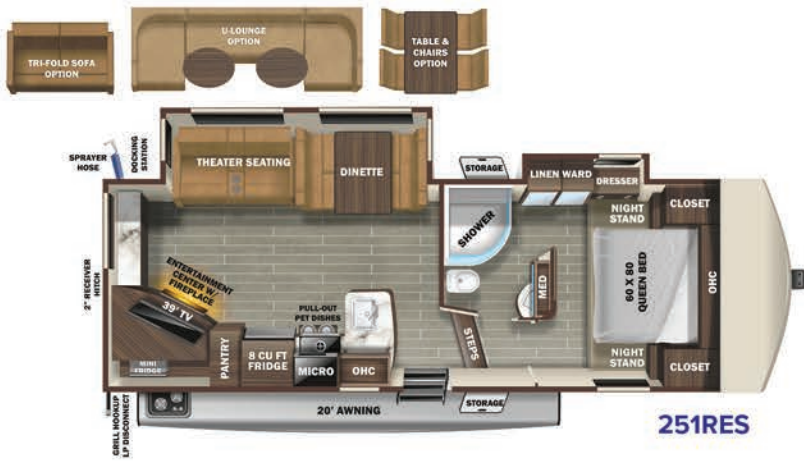 TRI-FOLD SOFA
OPTION
U-LOUNGE
OPTION
TABLE &
CHAIRS
OPTION
SPRAYER
HOSE
DOCKING
STATION
THEATER SEATING
DINETTE
STORAGE
LINEN WARD
DRESSER
NIGHT
STAND
CLOSET
SHOWER
2" RECEIVER
HITCH
ENTERTAINMENT
CENTER W/
FIREPLACE
39' TV
MINI
FRIDGE
PANTRY
8 CU FT
FRIDGE
PULL-OUT
PET DISHES
MICRO
OHC
MED
STEPS
60 X 80
QUEEN BED
OHC
NIGHT
STAND
CLOSET
GRILL HOOKUP
LP DISCONNECT
20' AWNING
STORAGE
251RES